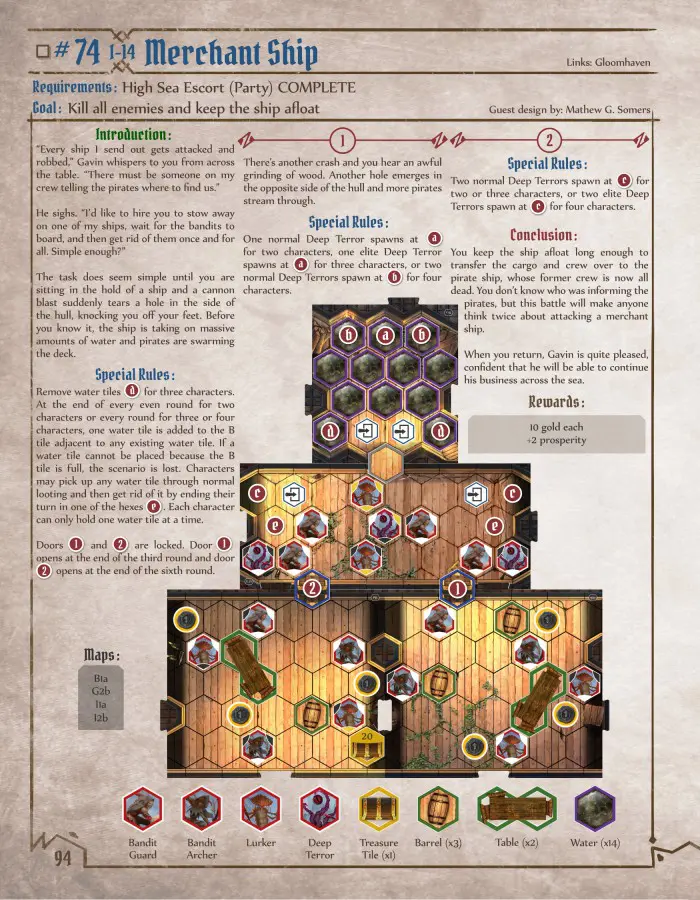 #74 1-14 Merchant Ship
Links: Gloomhaven
Requirements: High Sea Escort (Party) COMPLETE
Goal: Kill all enemies and keep the ship afloat
Guest design by: Mathew G. Somers
Introduction:
"Every ship I send out gets attacked and
robbed," Gavin whispers to you from across
the table. "There must be someone on my
crew telling the pirates where to find us."
He sighs. "I'd like to hire you to stow away
on one of my ships, wait for the bandits to
board, and then get rid of them once and for
all. Simple enough?"
The task does seem simple until you are
sitting in the hold of a ship and a cannon
blast suddenly tears a hole in the side of
the hull, knocking you off your feet. Before
you know it, the ship is taking on massive
amounts of water and pirates are swarming
the deck.
Special Rules:
Remove water tiles d for three characters.
At the end of every even round for two
characters or every round for three or four
characters, one water tile is added to the B
tile adjacent to any existing water tile. If a
water tile cannot be placed because the B
tile is full, the scenario is lost. Characters
may pick up any water tile through normal
looting and then get rid of it by ending their
turn in one of the hexes e. Each character
can only hold one water tile at a time.
Doors 1 and 2 are locked. Door 1
opens at the end of the third round and door
2 opens at the end of the sixth round.
1
There's another crash and you hear an awful
grinding of wood. Another hole emerges in
the opposite side of the hull and more pirates
stream through.
Special Rules:
One normal Deep Terror spawns at a
for two characters, one elite Deep Terror
spawns at a for three characters, or two
normal Deep Terrors spawn at b for four
characters.
2
Special Rules:
Two normal Deep Terrors spawn at c for
two or three characters, or two elite Deep
Terrors spawn at c for four characters.
Conclusion:
You keep the ship afloat long enough to
transfer the cargo and crew over to the
pirate ship, whose former crew is now all
dead. You don't know who was informing the
pirates, but this battle will make anyone
think twice about attacking a merchant
ship.
When you return, Gavin is quite pleased,
confident that he will be able to continue
his business across the sea.
Rewards:
10 gold each
+2 prosperity
b a b
d d
c c
e e
2 1
1 1
1
1 1
1
20
Maps:
B1a
G2b
I1a
I2b
Bandit Guard
Bandit Archer
Lurker
Deep Terror
Treasure Tile (x1)
Barrel (x3)
Table (x2)
Water (x14)
94